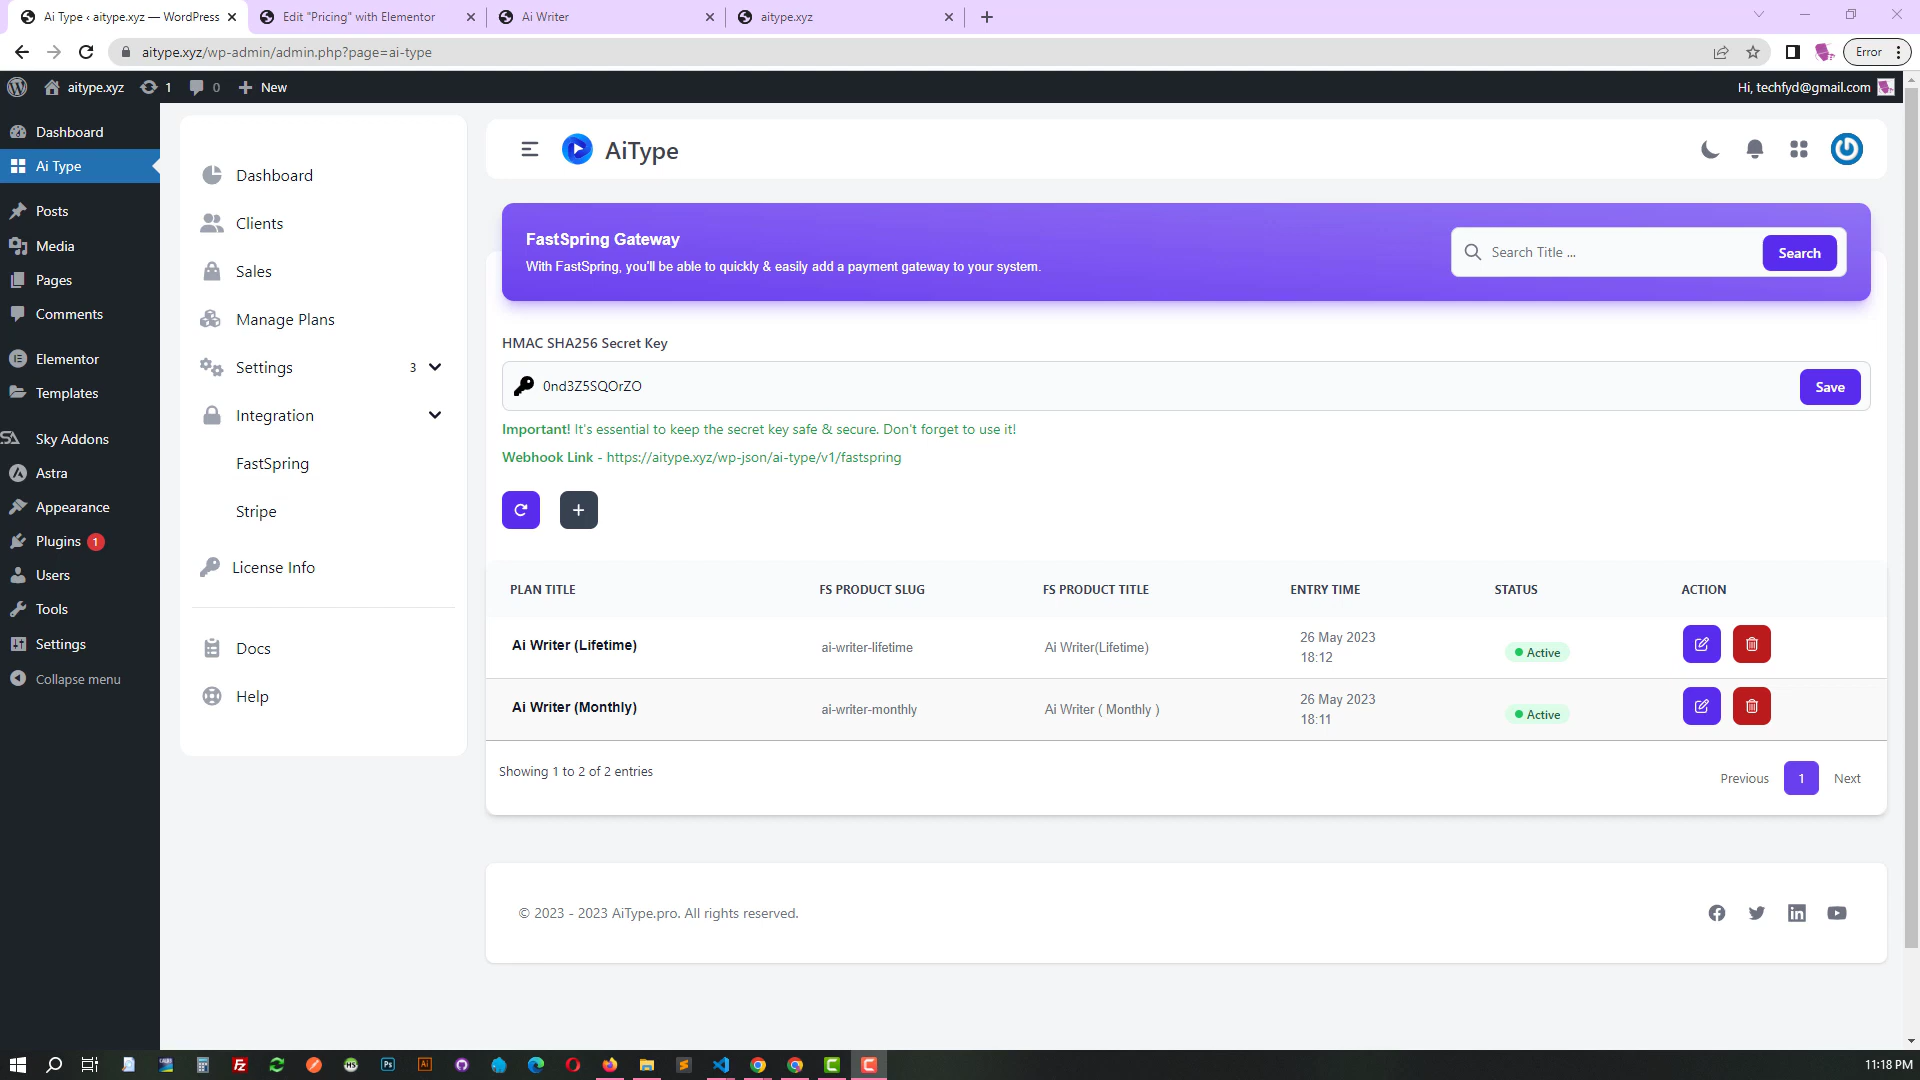 Ai Type ‹ aitype.xyz — WordPress
Edit "Pricing" with Elementor
Ai Writer
aitype.xyz
aitype.xyz/wp-admin/admin.php?page=ai-type
Error
aitype.xyz
1
0
New
Hi, techfyd@gmail.com
Dashboard
Ai Type
Posts
Media
Pages
Comments
Elementor
Templates
Sky Addons
Astra
Appearance
Plugins 1
Users
Tools
Settings
Collapse menu
Dashboard
Clients
Sales
Manage Plans
Settings 3
Integration
FastSpring
Stripe
License Info
Docs
Help
AiType
FastSpring Gateway
With FastSpring, you'll be able to quickly & easily add a payment gateway to your system.
Search Title ...
Search
HMAC SHA256 Secret Key
0nd3Z5SQOrZO
Save
Important! It's essential to keep the secret key safe & secure. Don't forget to use it!
Webhook Link - https://aitype.xyz/wp-json/ai-type/v1/fastspring
PLAN TITLE FS PRODUCT SLUG FS PRODUCT TITLE ENTRY TIME STATUS ACTION
Ai Writer (Lifetime) ai-writer-lifetime Ai Writer(Lifetime) 26 May 2023 18:12 Active
Ai Writer (Monthly) ai-writer-monthly Ai Writer ( Monthly ) 26 May 2023 18:11 Active
Showing 1 to 2 of 2 entries
Previous 1 Next
© 2023 - 2023 AiType.pro. All rights reserved.
11:18 PM